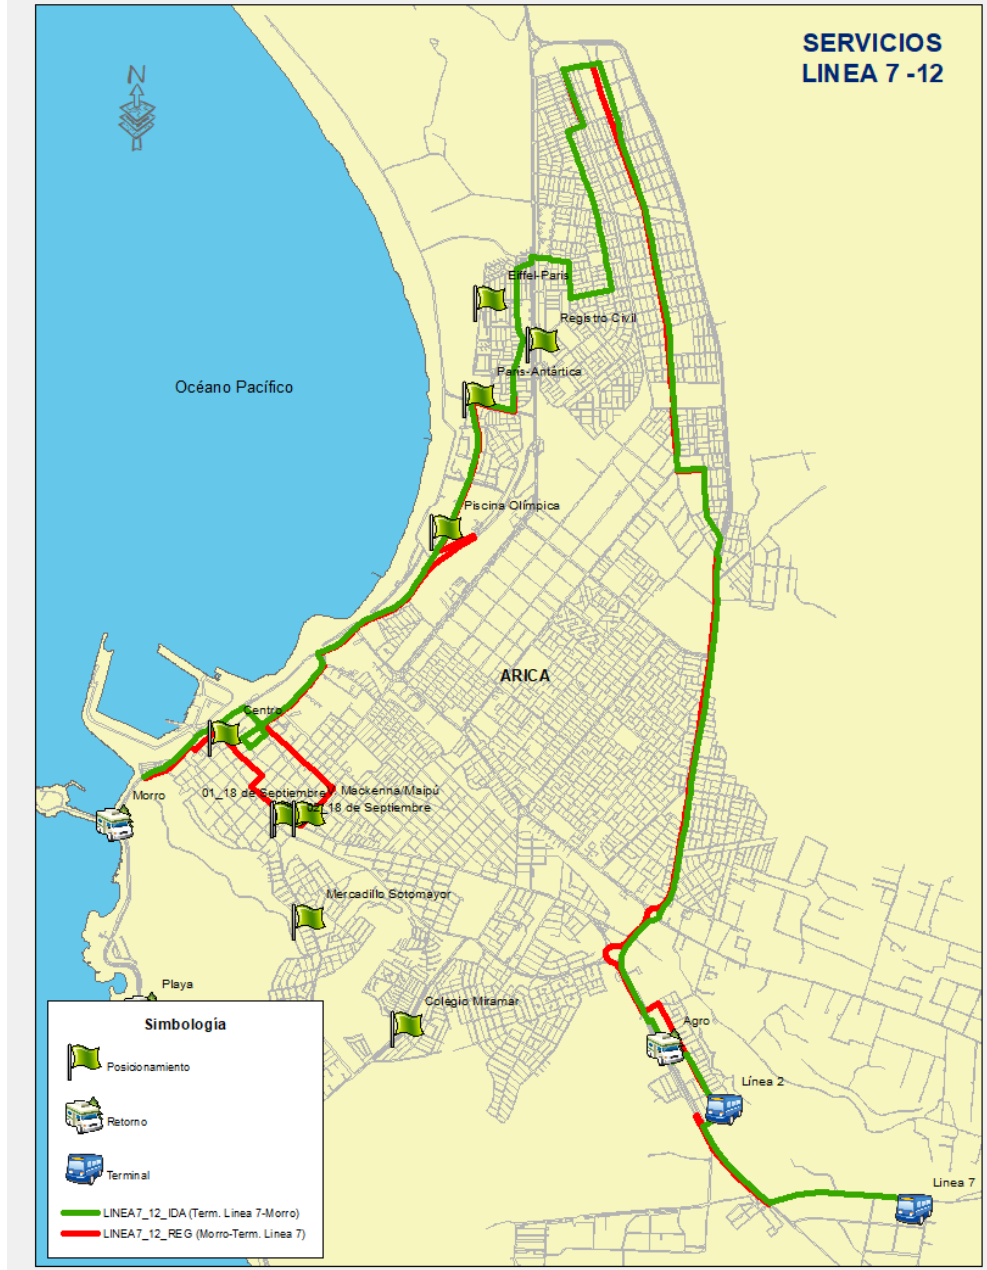 SERVICIOS
LINEA 7 -12
N
Eiffel-Paris
Registro Civil
Océano Pacífico
Paris-Antártica
Piscina Olímpica
ARICA
Centro
Morro
01_18 de Septiembre
V. Mackenna/Maipú
02_18 de Septiembre
Mercadillo Sotomayor
Playa
Colegio Miramar
Agro
Línea 2
Linea 7
Simbología
Posicionamiento
Retorno
Terminal
LINEA7_12_IDA (Term. Linea 7-Morro)
LINEA7_12_REG (Morro-Term. Linea 7)